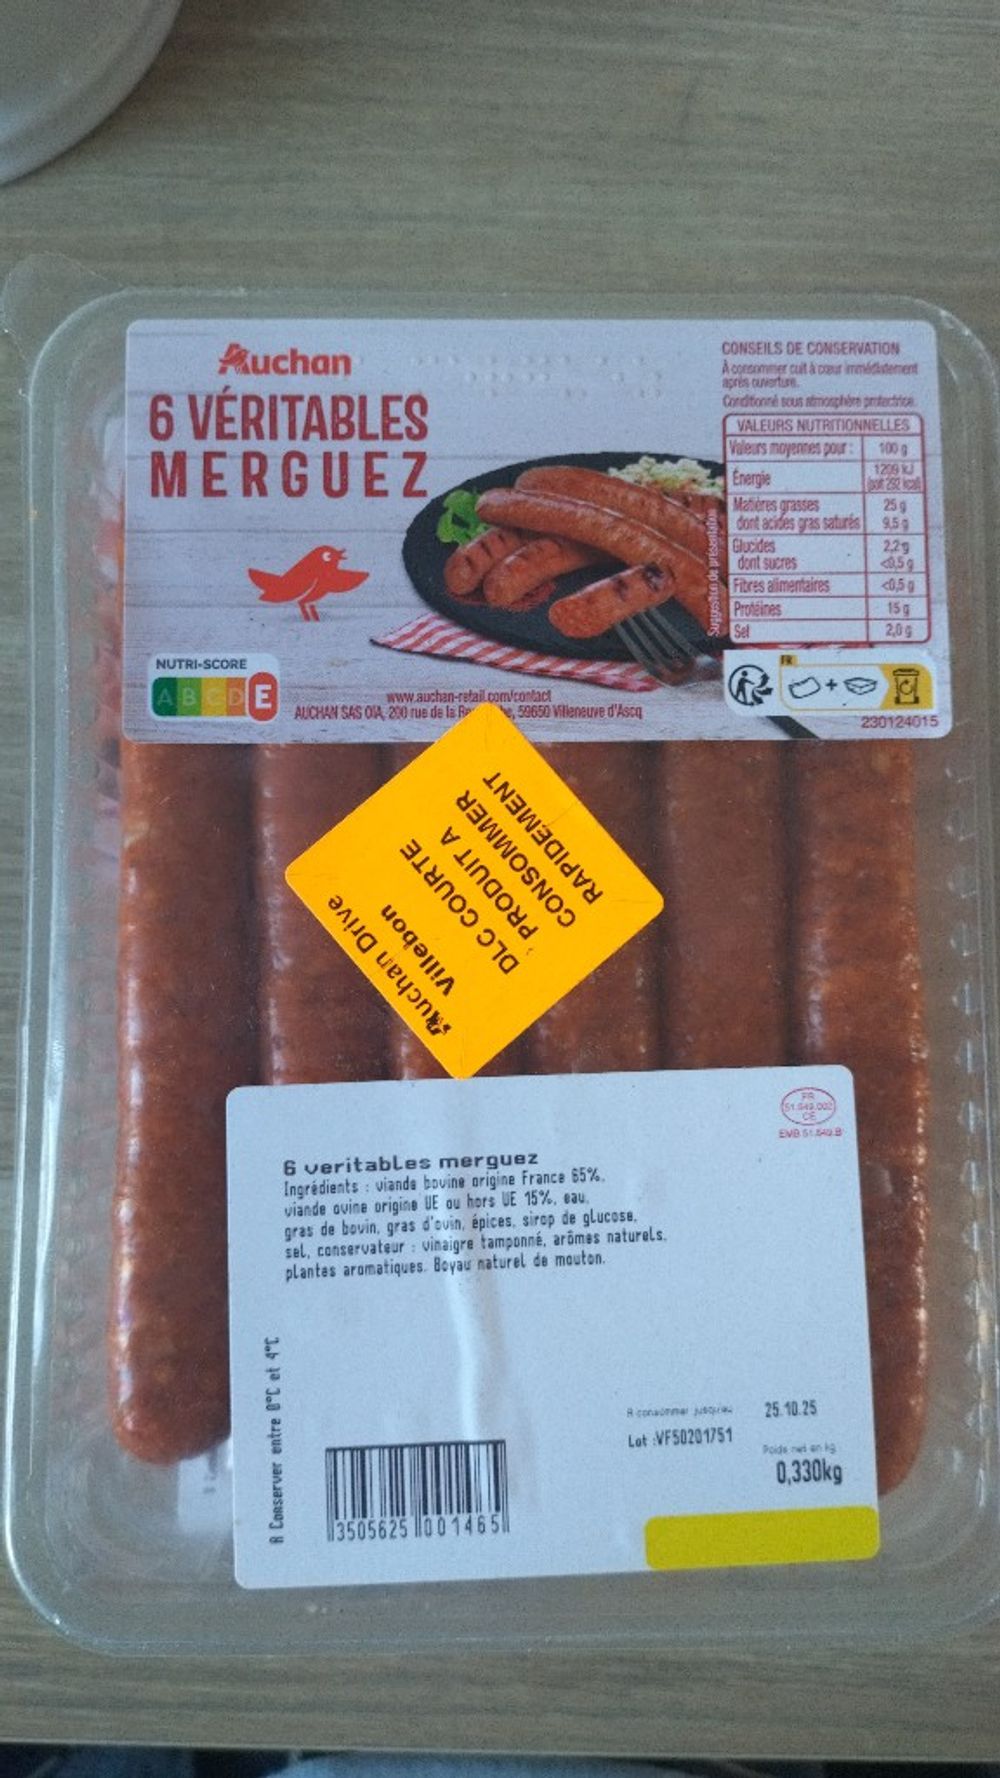 Auchan
6 VÉRITABLES
MERGUEZ
NUTRI-SCORE
A B C D E
www.auchan-retail.com/contact
AUCHAN SAS OIA, 200 rue de la 59650 Villeneuve d'Ascq
Suggestion de présentation
CONSEILS DE CONSERVATION
À consommer cuit à cœur immédiatement
après ouverture.
Conditionné sous atmosphère protectrice.
VALEURS NUTRITIONNELLES
Valeurs moyennes pour : 100 g
Énergie 1209 kJ
(soit 292 kcal)
Matières grasses 25 g
dont acides gras saturés 9,5 g
Glucides 2,2 g
dont sucres <0,5 g
Fibres alimentaires <0,5 g
Protéines 15 g
Sel 2,0 g
FR
230124015
Auchan Drive
Villebon
DLC COURTE
PRODUIT A
CONSOMMER
RAPIDEMENT
FR
51.649.002
CE
EMB 51.649.B
6 veritables merguez
Ingrédients : viande bovine origine France 65%,
viande ovine origine UE ou hors UE 15%, eau,
gras de bovin, gras d'ovin, épices, sirop de glucose,
sel, conservateur : vinaigre tamponné, arômes naturels,
plantes aromatiques. Boyau naturel de mouton.
A Conserver entre 0°C et 4°C
A consommer jusqu'au 25.10.25
Lot :VF50201751
Poids net en kg
0,330kg
3505625 001465